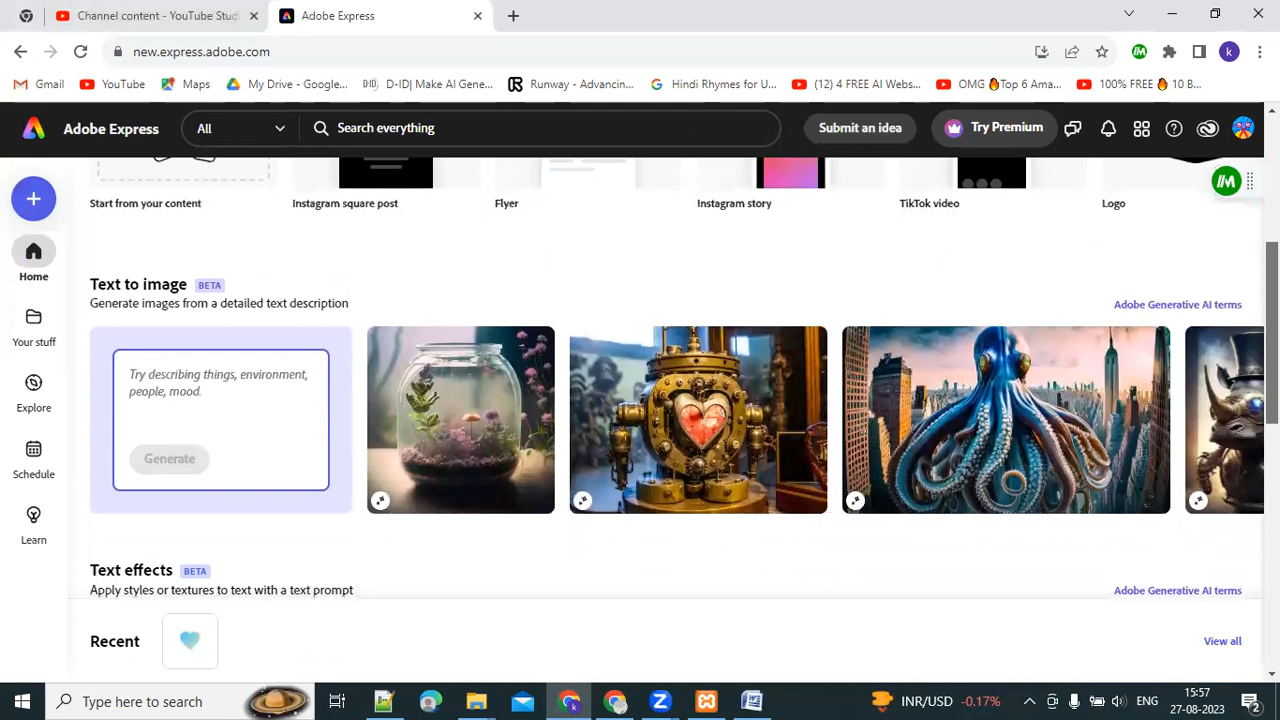 Channel content - YouTube Studi
Adobe Express
new.express.adobe.com
Gmail
YouTube
Maps
My Drive - Google...
D-ID| Make AI Gene...
Runway - Advancin...
Hindi Rhymes for U...
(12) 4 FREE AI Webs...
OMG 🔥Top 6 Ama...
100% FREE 🔥 10 B...
Adobe Express
All
Search everything
Submit an idea
Try Premium
Start from your content
Instagram square post
Flyer
Instagram story
TikTok video
Logo
Home
Your stuff
Explore
Schedule
Learn
Text to image BETA
Generate images from a detailed text description
Adobe Generative AI terms
Try describing things, environment,
people, mood.
Generate
Text effects BETA
Apply styles or textures to text with a text prompt
Adobe Generative AI terms
Recent
View all
Type here to search
INR/USD -0.17%
ENG
15:57
27-08-2023
2